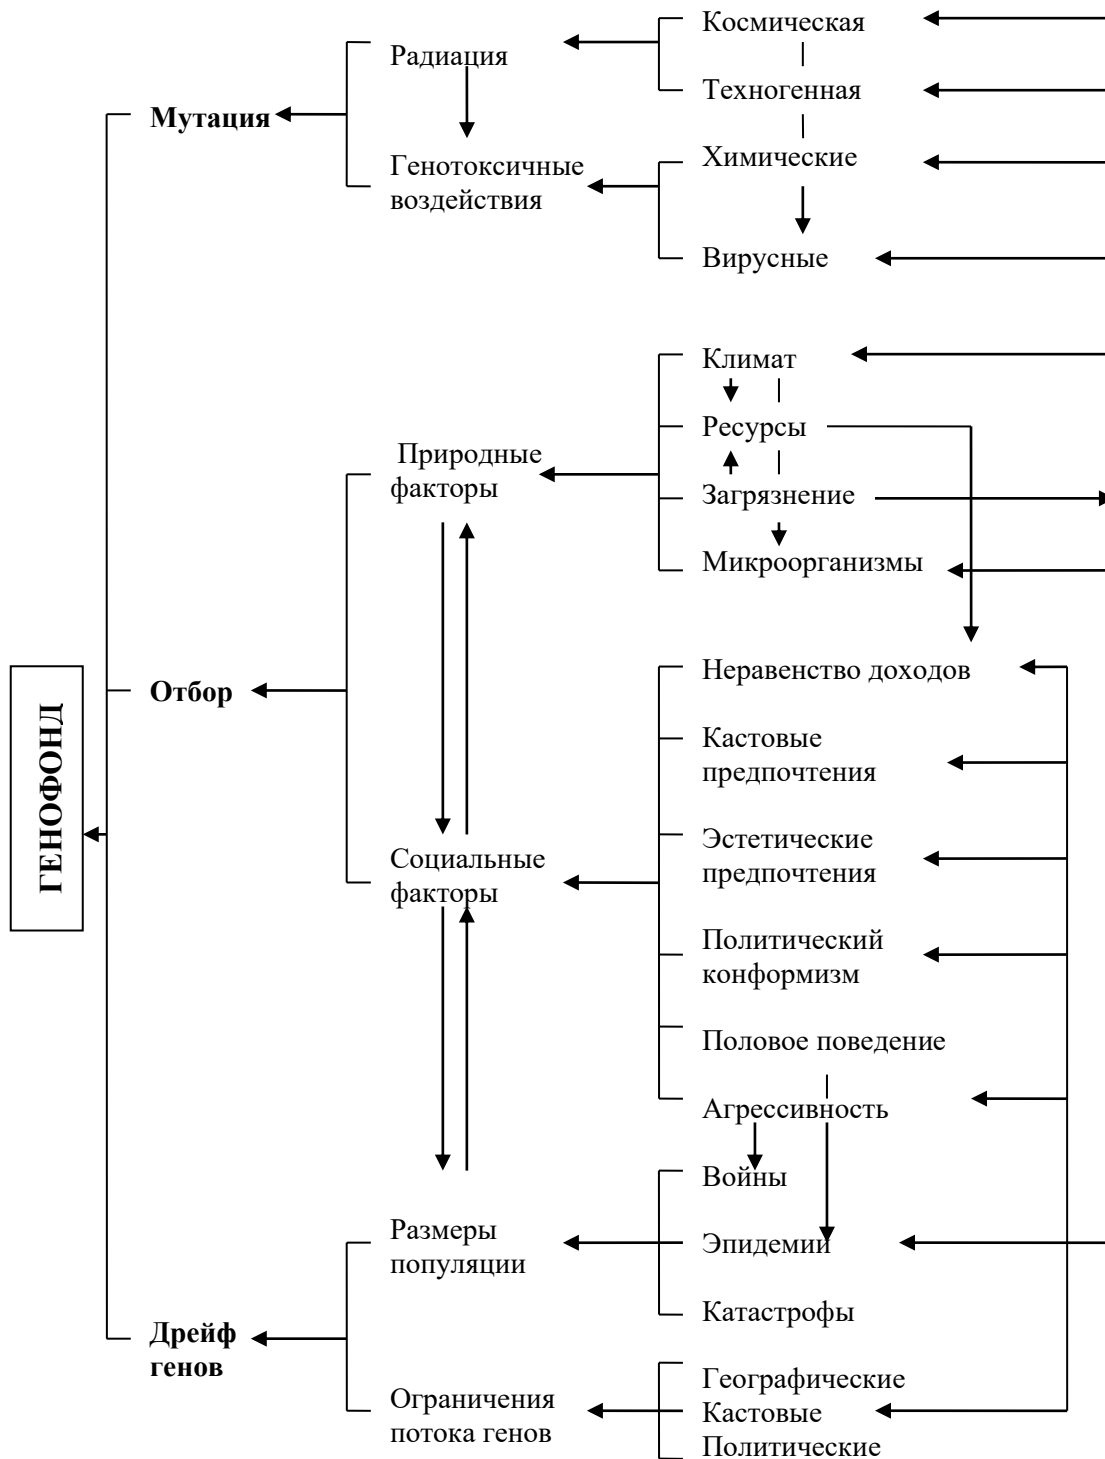 Космическая
Радиация
Техногенная
Мутация
Химические
Генотоксичные
воздействия
Вирусные
Климат
Ресурсы
Природные
факторы
Загрязнение
Микроорганизмы
ГЕНОФОНД
Отбор
Неравенство доходов
Кастовые
предпочтения
Эстетические
предпочтения
Социальные
факторы
Политический
конформизм
Половое поведение
Агрессивность
Войны
Размеры
популяции
Эпидемии
Катастрофы
Дрейф
генов
Ограничения
потока генов
Географические
Кастовые
Политические